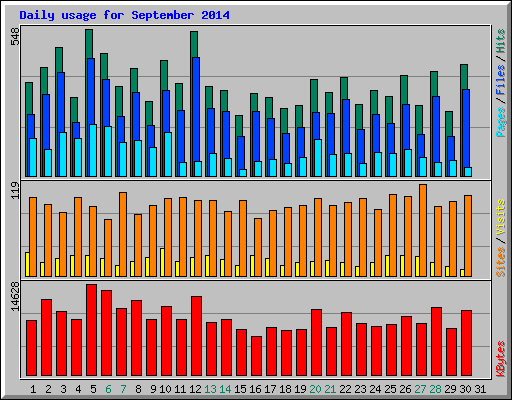 Daily usage for September 2014
548
Pages / Files / Hits
119
Sites / Visits
14628
KBytes
1 2 3 4 5 6 7 8 9 10 11 12 13 14 15 16 17 18 19 20 21 22 23 24 25 26 27 28 29 30 31